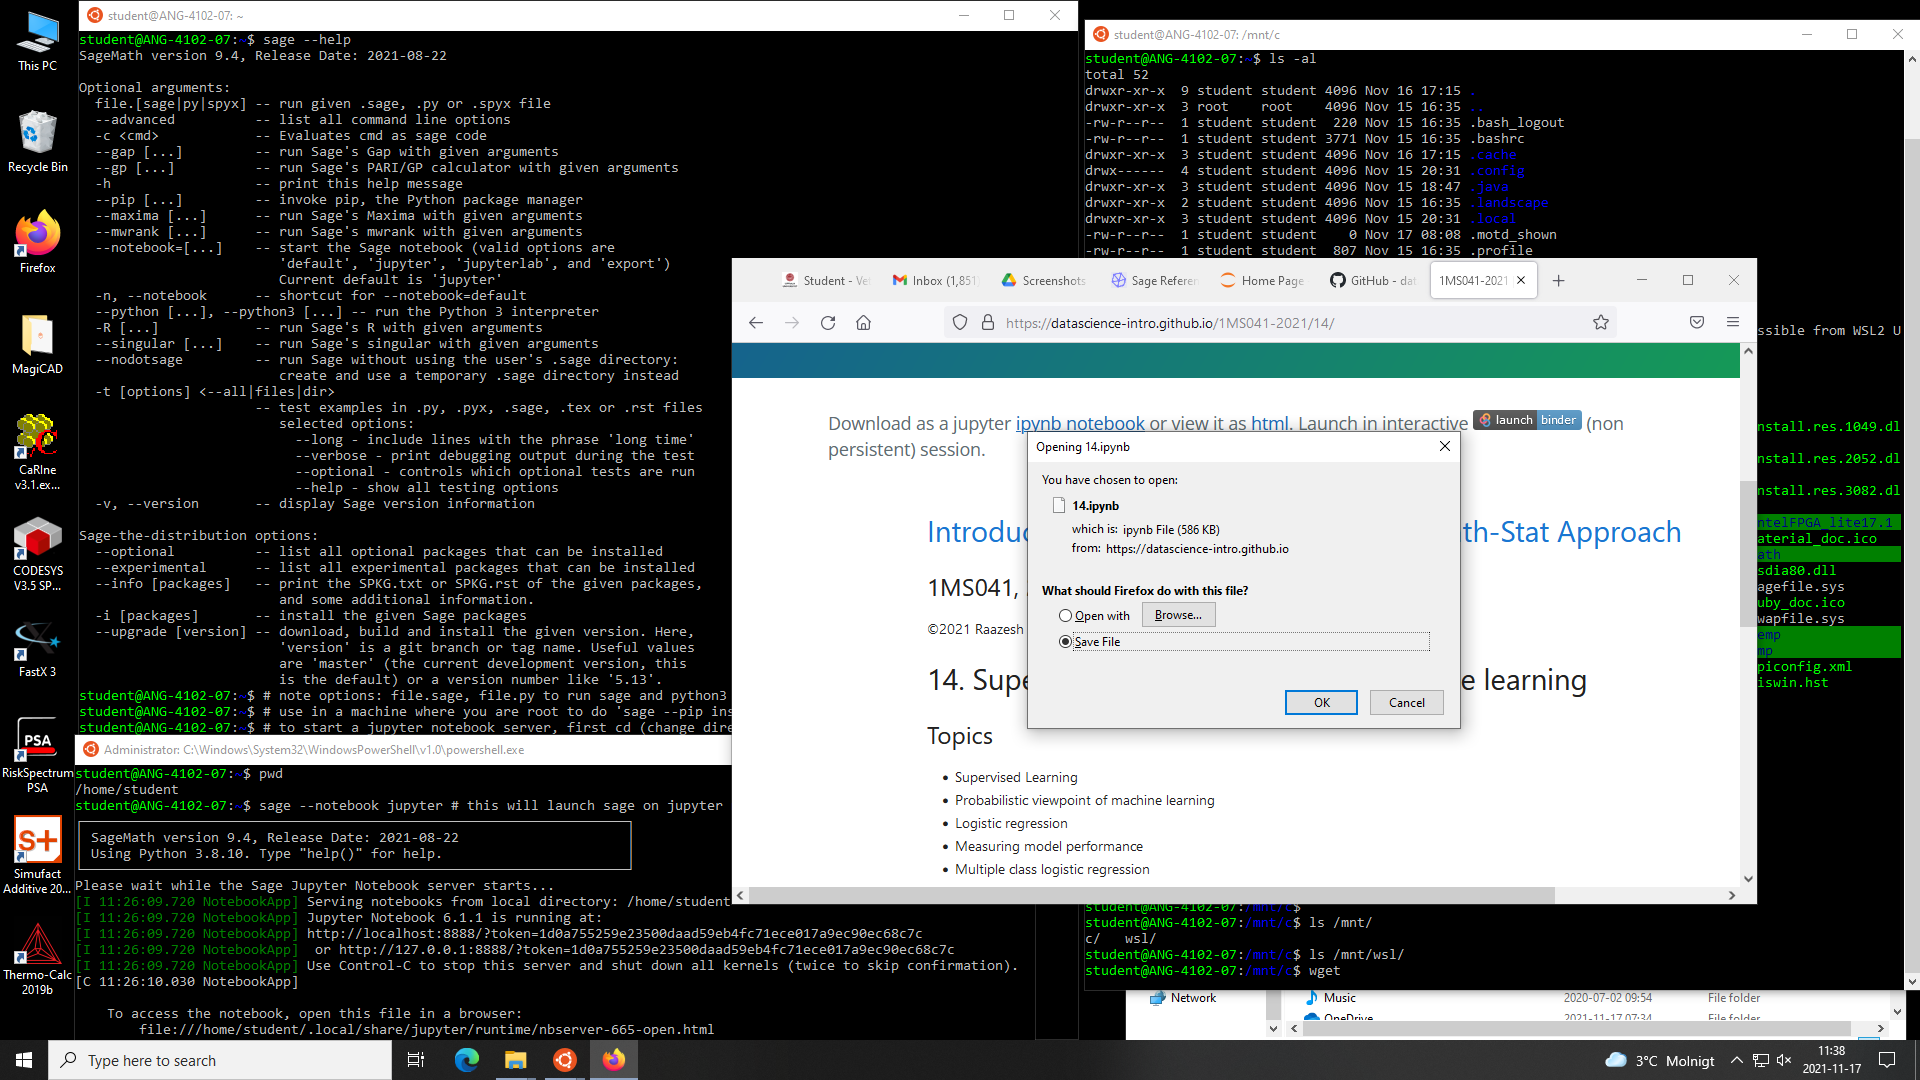 This PC
Recycle Bin
Firefox
MagiCAD
CaRIne
v3.1.ex...
CODESYS
V3.5 SP...
FastX 3
RiskSpectrum
PSA
Simufact
Additive 20...
Thermo-Calc
2019b
student@ANG-4102-07: ~
student@ANG-4102-07:~$ sage --help
SageMath version 9.4, Release Date: 2021-08-22
Optional arguments:
file.[sage|py|spyx] -- run given .sage, .py or .spyx file
--advanced -- list all command line options
-c <cmd> -- Evaluates cmd as sage code
--gap [...] -- run Sage's Gap with given arguments
--gp [...] -- run Sage's PARI/GP calculator with given arguments
-h -- print this help message
--pip [...] -- invoke pip, the Python package manager
--maxima [...] -- run Sage's Maxima with given arguments
--mwrank [...] -- run Sage's mwrank with given arguments
--notebook=[...] -- start the Sage notebook (valid options are
'default', 'jupyter', 'jupyterlab', and 'export')
Current default is 'jupyter'
-n, --notebook -- shortcut for --notebook=default
--python [...], --python3 [...] -- run the Python 3 interpreter
-R [...] -- run Sage's R with given arguments
--singular [...] -- run Sage's singular with given arguments
--nodotsage -- run Sage without using the user's .sage directory:
create and use a temporary .sage directory instead
-t [options] <--all|files|dir>
-- test examples in .py, .pyx, .sage, .tex or .rst files
selected options:
--long - include lines with the phrase 'long time'
--verbose - print debugging output during the test
--optional - controls which optional tests are run
--help - show all testing options
-v, --version -- display Sage version information
Sage-the-distribution options:
--optional -- list all optional packages that can be installed
--experimental -- list all experimental packages that can be installed
--info [packages] -- print the SPKG.txt or SPKG.rst of the given packages,
and some additional information.
-i [packages] -- install the given Sage packages
--upgrade [version] -- download, build and install the given version. Here,
'version' is a git branch or tag name. Useful values
are 'master' (the current development version, this
is the default) or a version number like '5.13'.
student@ANG-4102-07:~$ # note options: file.sage, file.py to run sage and python3
student@ANG-4102-07:~$ # use in a machine where you are root to do 'sage --pip ins
student@ANG-4102-07:~$ # to start a jupyter notebook server, first cd (change dire
Administrator: C:\Windows\System32\WindowsPowerShell\v1.0\powershell.exe
student@ANG-4102-07:~$ pwd
/home/student
student@ANG-4102-07:~$ sage --notebook jupyter # this will launch sage on jupyter
SageMath version 9.4, Release Date: 2021-08-22
Using Python 3.8.10. Type "help()" for help.
Please wait while the Sage Jupyter Notebook server starts...
[I 11:26:09.720 NotebookApp] Serving notebooks from local directory: /home/student
[I 11:26:09.720 NotebookApp] Jupyter Notebook 6.1.1 is running at:
[I 11:26:09.720 NotebookApp] http://localhost:8888/?token=1d0a755259e23500daad59eb4fc71ece017a9ec90ec68c7c
[I 11:26:09.720 NotebookApp] or http://127.0.0.1:8888/?token=1d0a755259e23500daad59eb4fc71ece017a9ec90ec68c7c
[I 11:26:09.720 NotebookApp] Use Control-C to stop this server and shut down all kernels (twice to skip confirmation).
[C 11:26:10.030 NotebookApp]
To access the notebook, open this file in a browser:
file:///home/student/.local/share/jupyter/runtime/nbserver-665-open.html
student@ANG-4102-07: /mnt/c
student@ANG-4102-07:~$ ls -al
total 52
drwxr-xr-x 9 student student 4096 Nov 16 17:15 .
drwxr-xr-x 3 root root 4096 Nov 15 16:35 ..
-rw-r--r-- 1 student student 220 Nov 15 16:35 .bash_logout
-rw-r--r-- 1 student student 3771 Nov 15 16:35 .bashrc
drwxr-xr-x 3 student student 4096 Nov 16 17:15 .cache
drwx------ 4 student student 4096 Nov 15 20:31 .config
drwxr-xr-x 3 student student 4096 Nov 15 18:47 .java
drwxr-xr-x 2 student student 4096 Nov 15 16:35 .landscape
drwxr-xr-x 3 student student 4096 Nov 15 20:31 .local
-rw-r--r-- 1 student student 0 Nov 17 08:08 .motd_shown
-rw-r--r-- 1 student student 807 Nov 15 16:35 .profile
ssible from WSL2 U
nstall.res.1049.dl
nstall.res.2052.dl
nstall.res.3082.dl
ntelFPGA_lite17.1
aterial_doc.ico
ath
sdia80.dll
agefile.sys
uby_doc.ico
wapfile.sys
emp
mp
piconfig.xml
iswin.hst
student@ANG-4102-07:/mnt/c$
student@ANG-4102-07:/mnt/c$ ls /mnt/
c/ wsl/
student@ANG-4102-07:/mnt/c$ ls /mnt/wsl/
student@ANG-4102-07:/mnt/c$ wget
Student - Ve
Inbox (1,851)
Screenshots
Sage Referen
Home Page
GitHub - dat
1MS041-2021
https://datascience-intro.github.io/1MS041-2021/14/
Download as a jupyter ipynb notebook or view it as html. Launch in interactive launch binder (non
persistent) session.
Introduc th-Stat Approach
1MS041,
©2021 Raazesh
14. Supe e learning
Topics
Supervised Learning
Probabilistic viewpoint of machine learning
Logistic regression
Measuring model performance
Multiple class logistic regression
Opening 14.ipynb
You have chosen to open:
14.ipynb
which is: ipynb File (586 KB)
from: https://datascience-intro.github.io
What should Firefox do with this file?
Open with Browse...
Save File
OK Cancel
Network
Music 2020-07-02 09:54 File folder
OneDrive 2021-11-17 07:34 File folder
Type here to search
3°C Molnigt
11:38
2021-11-17